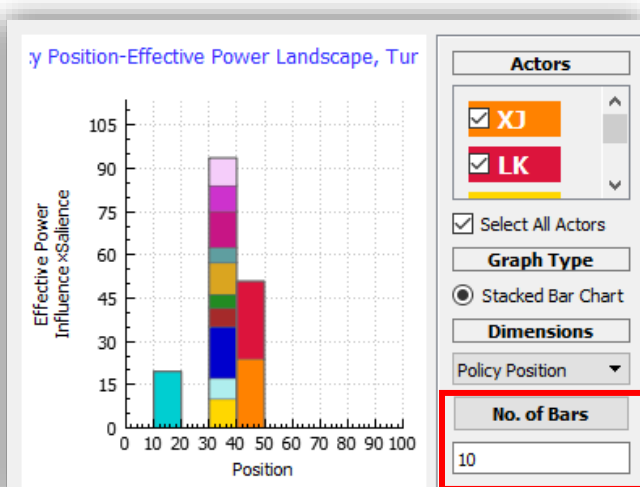 :y Position-Effective Power Landscape, Tur
105
90
75
60
45
30
15
0
Effective Power
Influence ×Salience
0 10 20 30 40 50 60 70 80 90 100
Position
Actors
XJ
LK
Select All Actors
Graph Type
Stacked Bar Chart
Dimensions
Policy Position
No. of Bars
10